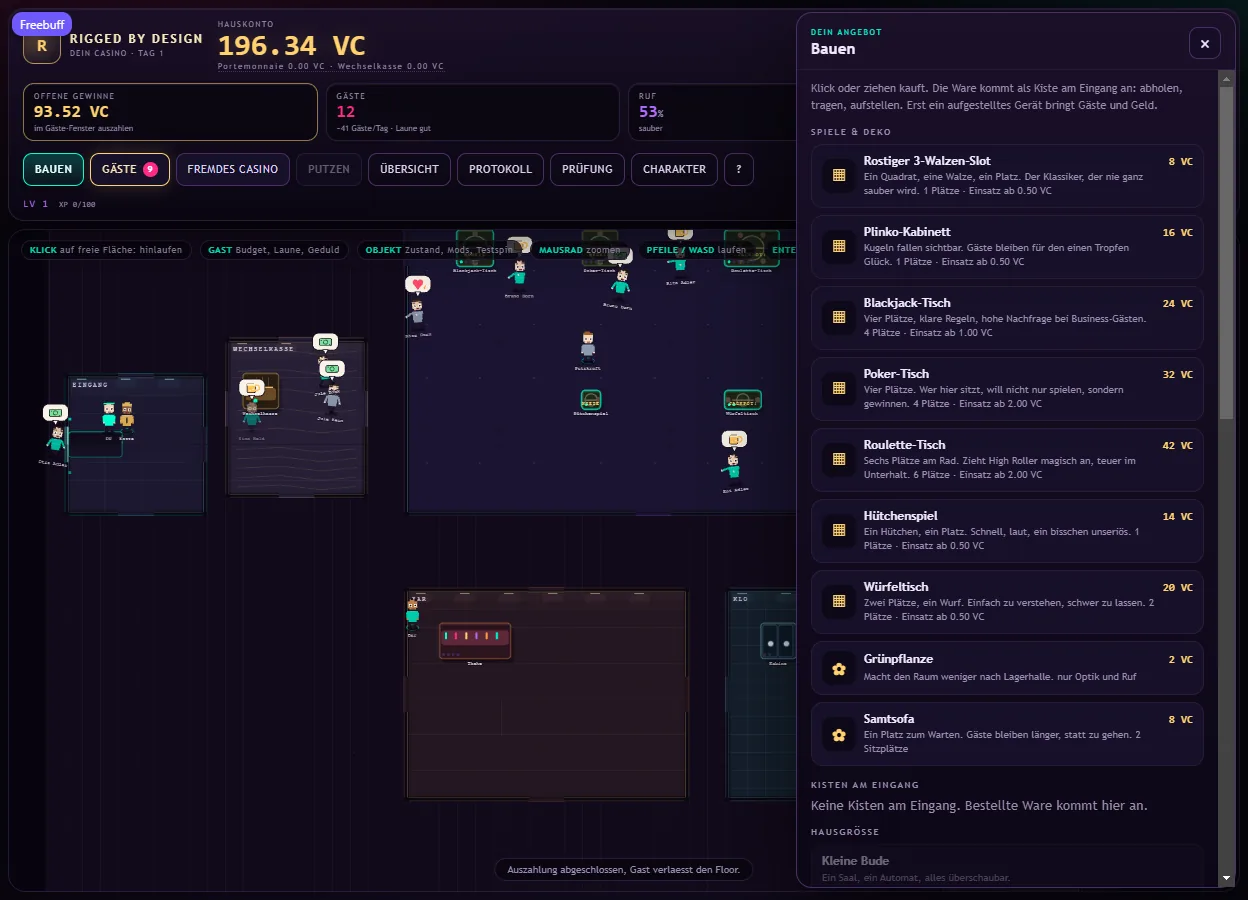 Freebuff
R
RIGGED BY DESIGN
DEIN CASINO · TAG 1
HAUSKONTO
196.34 VC
Portemonnaie 0.00 VC · Wechselkasse 0.00 VC
OFFENE GEWINNE
93.52 VC
im Gäste-Fenster auszahlen
GÄSTE
12
~41 Gäste/Tag · Laune gut
RUF
53%
sauber
BAUEN
GÄSTE 9
FREMDES CASINO
PUTZEN
ÜBERSICHT
PROTOKOLL
PRÜFUNG
CHARAKTER
?
LV 1 XP 0/100
KLICK auf freie Fläche: hinlaufen
GAST Budget, Laune, Geduld
OBJEKT Zustand, Mods, Testspin
MAUSRAD zoomen
PFEILE / WASD laufen
ENTE
Blackjack-Tisch
Poker-Tisch
Roulette-Tisch
Putzkraft
Hütchenspiel
Würfeltisch
WECHSELKASSE
Wechselkasse
EINGANG
DU
BAR
Theke
KLO
Kabine
Auszahlung abgeschlossen, Gast verlaesst den Floor.
DEIN ANGEBOT
Bauen
×
Klick oder ziehen kauft. Die Ware kommt als Kiste am Eingang an: abholen,
tragen, aufstellen. Erst ein aufgestelltes Gerät bringt Gäste und Geld.
SPIELE & DEKO
Rostiger 3-Walzen-Slot
8 VC
Ein Quadrat, eine Walze, ein Platz. Der Klassiker, der nie ganz
sauber wird. 1 Plätze · Einsatz ab 0.50 VC
Plinko-Kabinett
16 VC
Kugeln fallen sichtbar. Gäste bleiben für den einen Tropfen
Glück. 1 Plätze · Einsatz ab 0.50 VC
Blackjack-Tisch
24 VC
Vier Plätze, klare Regeln, hohe Nachfrage bei Business-Gästen.
4 Plätze · Einsatz ab 1.00 VC
Poker-Tisch
32 VC
Vier Plätze. Wer hier sitzt, will nicht nur spielen, sondern
gewinnen. 4 Plätze · Einsatz ab 2.00 VC
Roulette-Tisch
42 VC
Sechs Plätze am Rad. Zieht High Roller magisch an, teuer im
Unterhalt. 6 Plätze · Einsatz ab 2.00 VC
Hütchenspiel
14 VC
Ein Hütchen, ein Platz. Schnell, laut, ein bisschen unseriös. 1
Plätze · Einsatz ab 0.50 VC
Würfeltisch
20 VC
Zwei Plätze, ein Wurf. Einfach zu verstehen, schwer zu lassen. 2
Plätze · Einsatz ab 0.50 VC
Grünpflanze
2 VC
Macht den Raum weniger nach Lagerhalle. nur Optik und Ruf
Samtsofa
8 VC
Ein Platz zum Warten. Gäste bleiben länger, statt zu gehen. 2
Sitzplätze
KISTEN AM EINGANG
Keine Kisten am Eingang. Bestellte Ware kommt hier an.
HAUSGRÖSSE
Kleine Bude
Ein Saal, ein Automat, alles überschaubar.